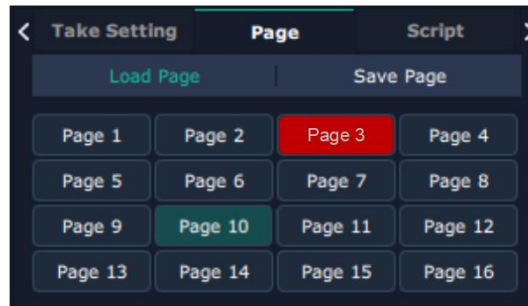 Take Setting Page Script
Load Page Save Page
Page 1 Page 2 Page 3 Page 4
Page 5 Page 6 Page 7 Page 8
Page 9 Page 10 Page 11 Page 12
Page 13 Page 14 Page 15 Page 16